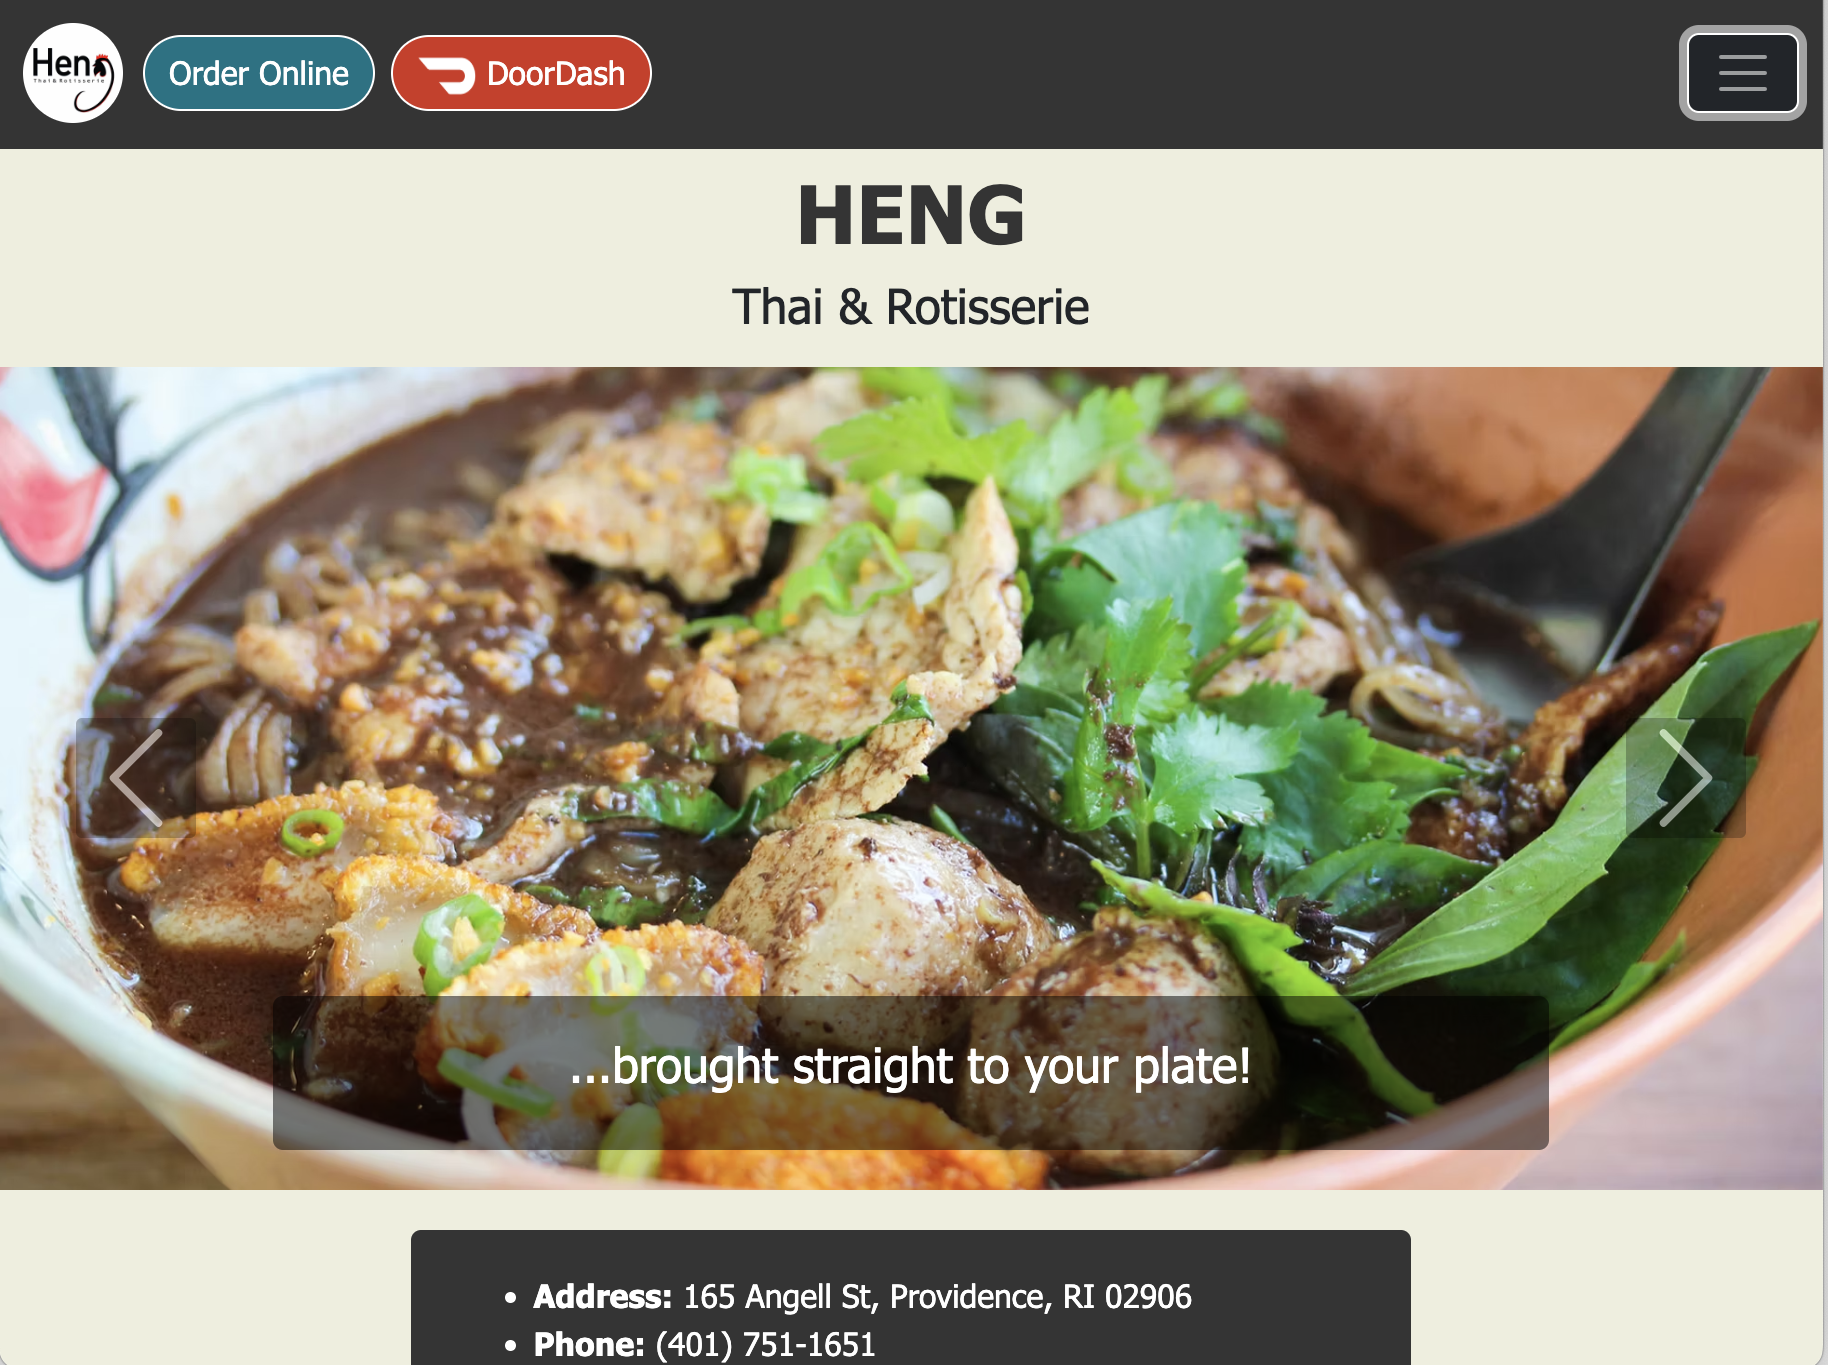 Heng
Thai & Rotisserie
Order Online
DoorDash
HENG
Thai & Rotisserie
...brought straight to your plate!
Address: 165 Angell St, Providence, RI 02906
Phone: (401) 751-1651